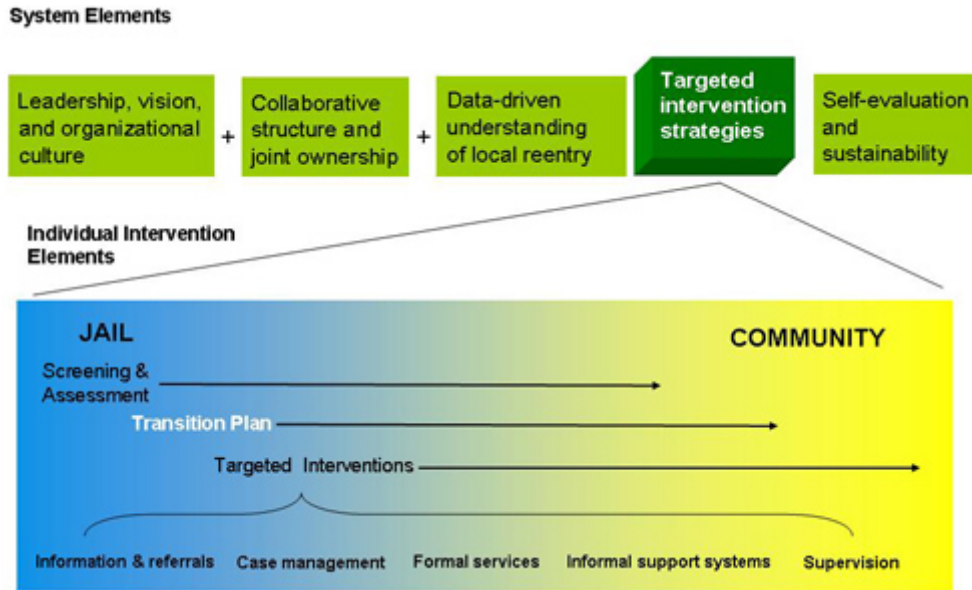 System Elements
Leadership, vision,
and organizational
culture
+
Collaborative
structure and
joint ownership
+
Data-driven
understanding
of local reentry
Targeted
intervention
strategies
Self-evaluation
and
sustainability
Individual Intervention
Elements
JAIL
COMMUNITY
Screening &
Assessment
Transition Plan
Targeted Interventions
Information & referrals
Case management
Formal services
Informal support systems
Supervision